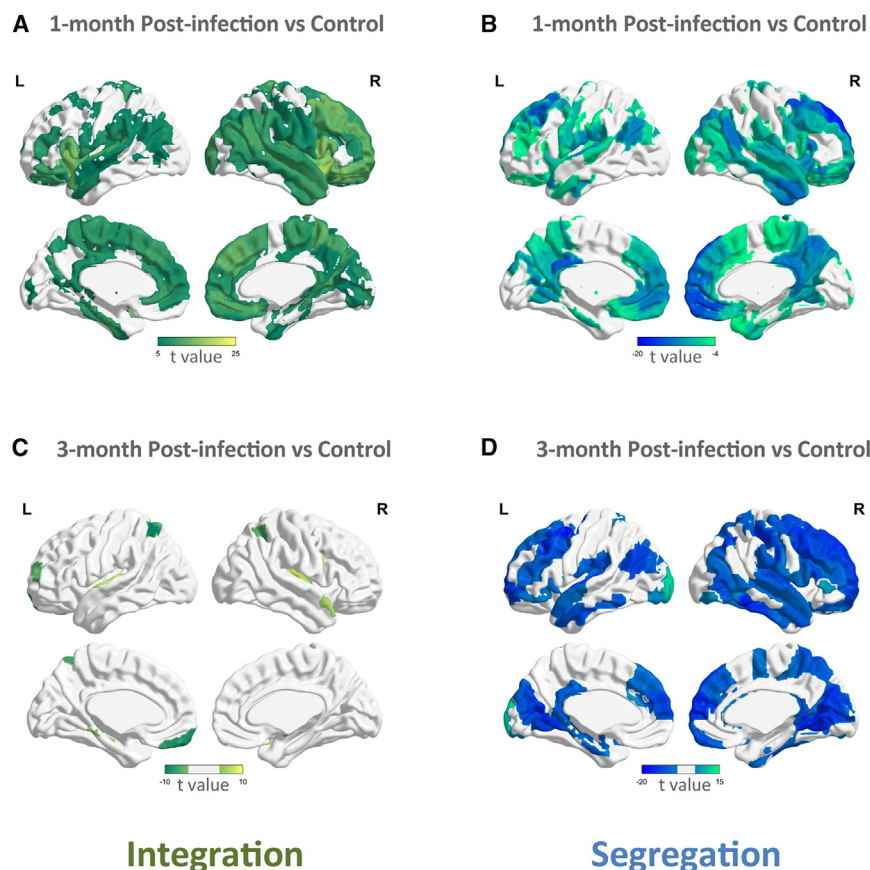 A 1-month Post-infection vs Control
L R
5 t value 25
B 1-month Post-infection vs Control
L R
-20 t value -4
C 3-month Post-infection vs Control
L R
-10 t value 10
D 3-month Post-infection vs Control
L R
-20 t value 15
Integration
Segregation